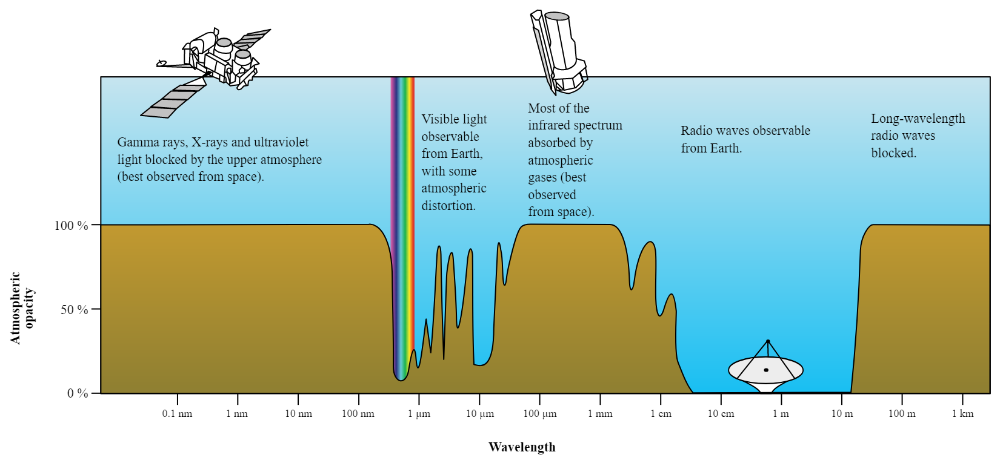 Gamma rays, X-rays and ultraviolet
light blocked by the upper atmosphere
(best observed from space).
Visible light
observable
from Earth,
with some
atmospheric
distortion.
Most of the
infrared spectrum
absorbed by
atmospheric
gases (best
observed
from space).
Radio waves observable
from Earth.
Long-wavelength
radio waves
blocked.
Atmospheric
opacity
100 %
50 %
0 %
0.1 nm
1 nm
10 nm
100 nm
1 μm
10 μm
100 μm
1 mm
1 cm
10 cm
1 m
10 m
100 m
1 km
Wavelength